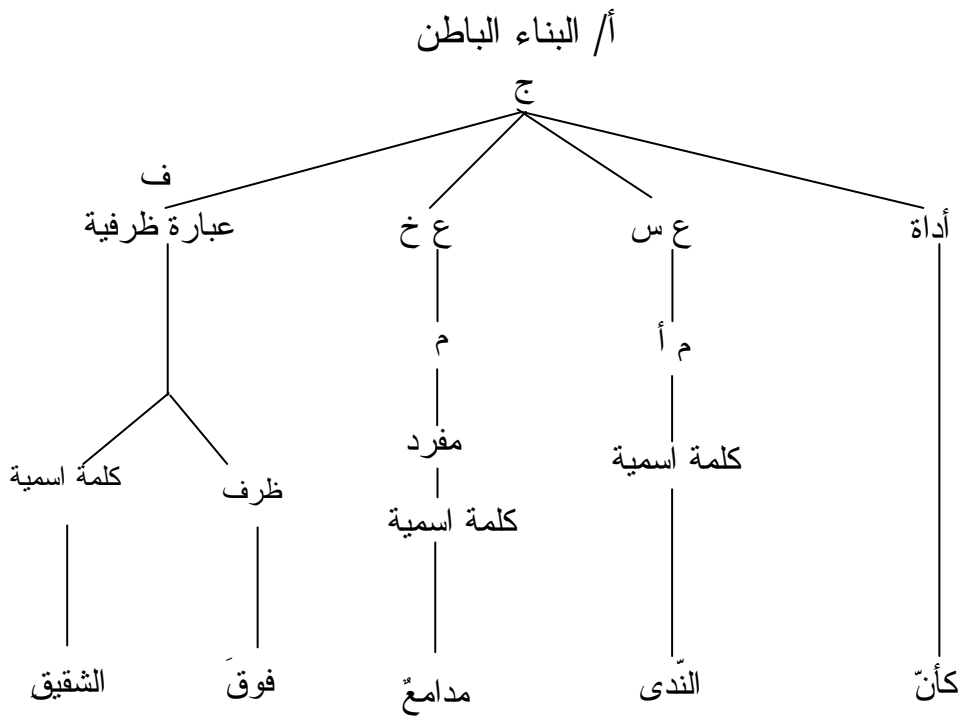 أ/ البناء الباطن
ج
ف
أداة
ع س
ع خ
عبارة ظرفية
م أ
م
كلمة اسمية
مفرد
ظرف
كلمة اسمية
كلمة اسمية
كأنّ
النّدى
مدامعٌ
فوقَ
الشقيقِ